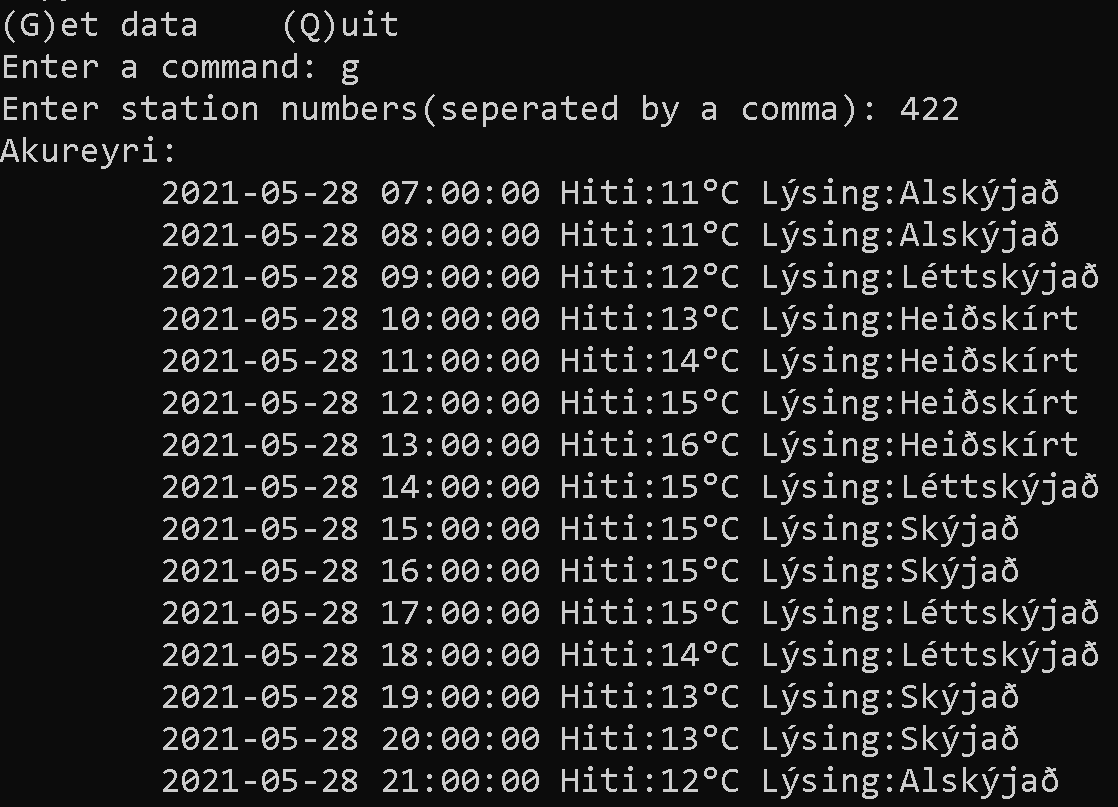 (G)et data    (Q)uit
Enter a command: g
Enter station numbers(seperated by a comma): 422
Akureyri:
        2021-05-28 07:00:00 Hiti:11°C Lýsing:Alskýjað
        2021-05-28 08:00:00 Hiti:11°C Lýsing:Alskýjað
        2021-05-28 09:00:00 Hiti:12°C Lýsing:Léttskýjað
        2021-05-28 10:00:00 Hiti:13°C Lýsing:Heiðskírt
        2021-05-28 11:00:00 Hiti:14°C Lýsing:Heiðskírt
        2021-05-28 12:00:00 Hiti:15°C Lýsing:Heiðskírt
        2021-05-28 13:00:00 Hiti:16°C Lýsing:Heiðskírt
        2021-05-28 14:00:00 Hiti:15°C Lýsing:Léttskýjað
        2021-05-28 15:00:00 Hiti:15°C Lýsing:Skýjað
        2021-05-28 16:00:00 Hiti:15°C Lýsing:Skýjað
        2021-05-28 17:00:00 Hiti:15°C Lýsing:Léttskýjað
        2021-05-28 18:00:00 Hiti:14°C Lýsing:Léttskýjað
        2021-05-28 19:00:00 Hiti:13°C Lýsing:Skýjað
        2021-05-28 20:00:00 Hiti:13°C Lýsing:Skýjað
        2021-05-28 21:00:00 Hiti:12°C Lýsing:Alskýjað